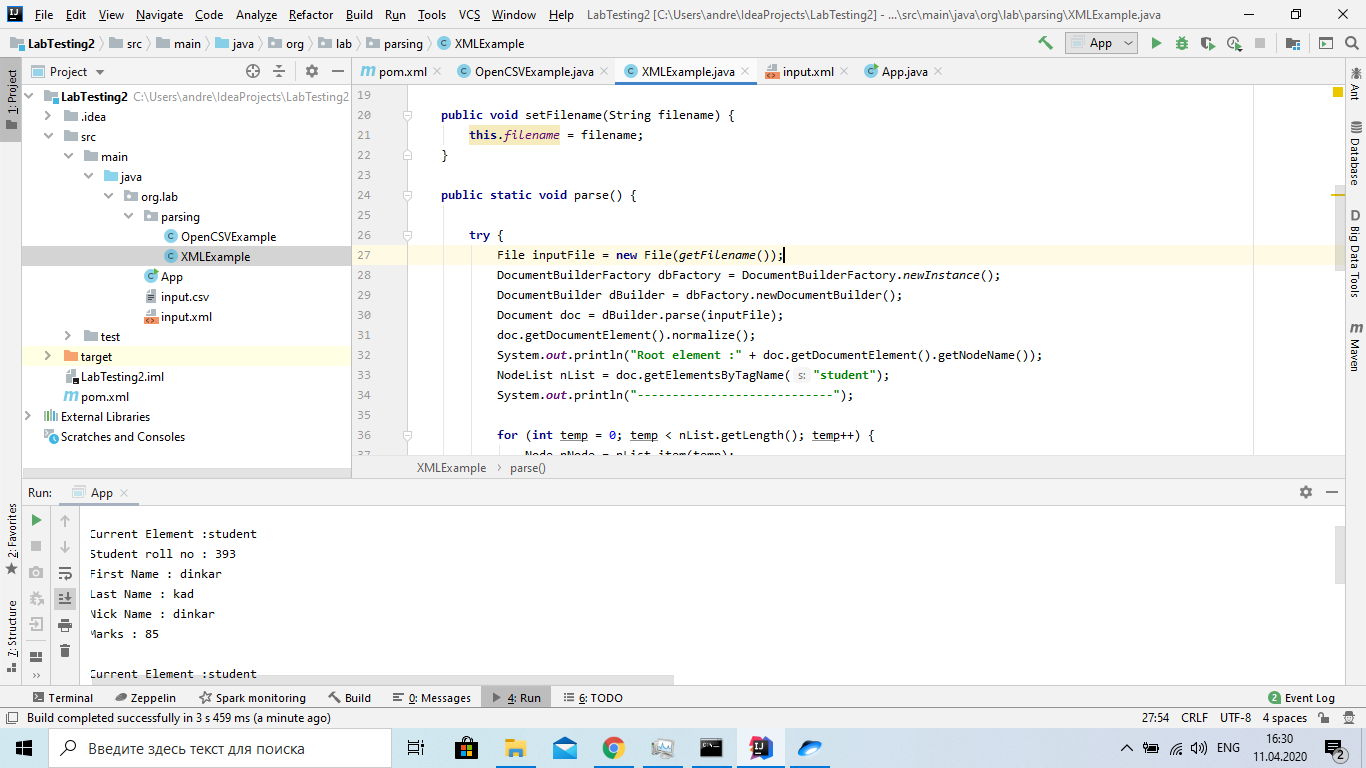 File Edit View Navigate Code Analyze Refactor Build Run Tools VCS Window Help LabTesting2 [C:\Users\andre\IdeaProjects\LabTesting2] - ...\src\main\java\org\lab\parsing\XMLExample.java
LabTesting2 src main java org lab parsing XMLExample App
Project pom.xml OpenCSVExample.java XMLExample.java input.xml App.java
1: Project
LabTesting2 C:\Users\andre\IdeaProjects\LabTesting2
.idea
src
main
java
org.lab
parsing
OpenCSVExample
XMLExample
App
input.csv
input.xml
test
target
LabTesting2.iml
pom.xml
External Libraries
Scratches and Consoles
19
20 public void setFilename(String filename) {
21 this.filename = filename;
22 }
23
24 public static void parse() {
25
26 try {
27 File inputFile = new File(getFilename());
28 DocumentBuilderFactory dbFactory = DocumentBuilderFactory.newInstance();
29 DocumentBuilder dBuilder = dbFactory.newDocumentBuilder();
30 Document doc = dBuilder.parse(inputFile);
31 doc.getDocumentElement().normalize();
32 System.out.println("Root element :" + doc.getDocumentElement().getNodeName());
33 NodeList nList = doc.getElementsByTagName( s: "student");
34 System.out.println("----------------------------");
35
36 for (int temp = 0; temp < nList.getLength(); temp++) {
37 Node nNode = nList.item(temp);
XMLExample parse()
Ant
Database
Big Data Tools
Maven
Run: App
2: Favorites
7: Structure
Current Element :student
Student roll no : 393
First Name : dinkar
Last Name : kad
Nick Name : dinkar
Marks : 85
Current Element :student
Terminal Zeppelin Spark monitoring Build 0: Messages 4: Run 6: TODO 2 Event Log
Build completed successfully in 3 s 459 ms (a minute ago) 27:54 CRLF UTF-8 4 spaces
Введите здесь текст для поиска
ENG
16:30
11.04.2020
2